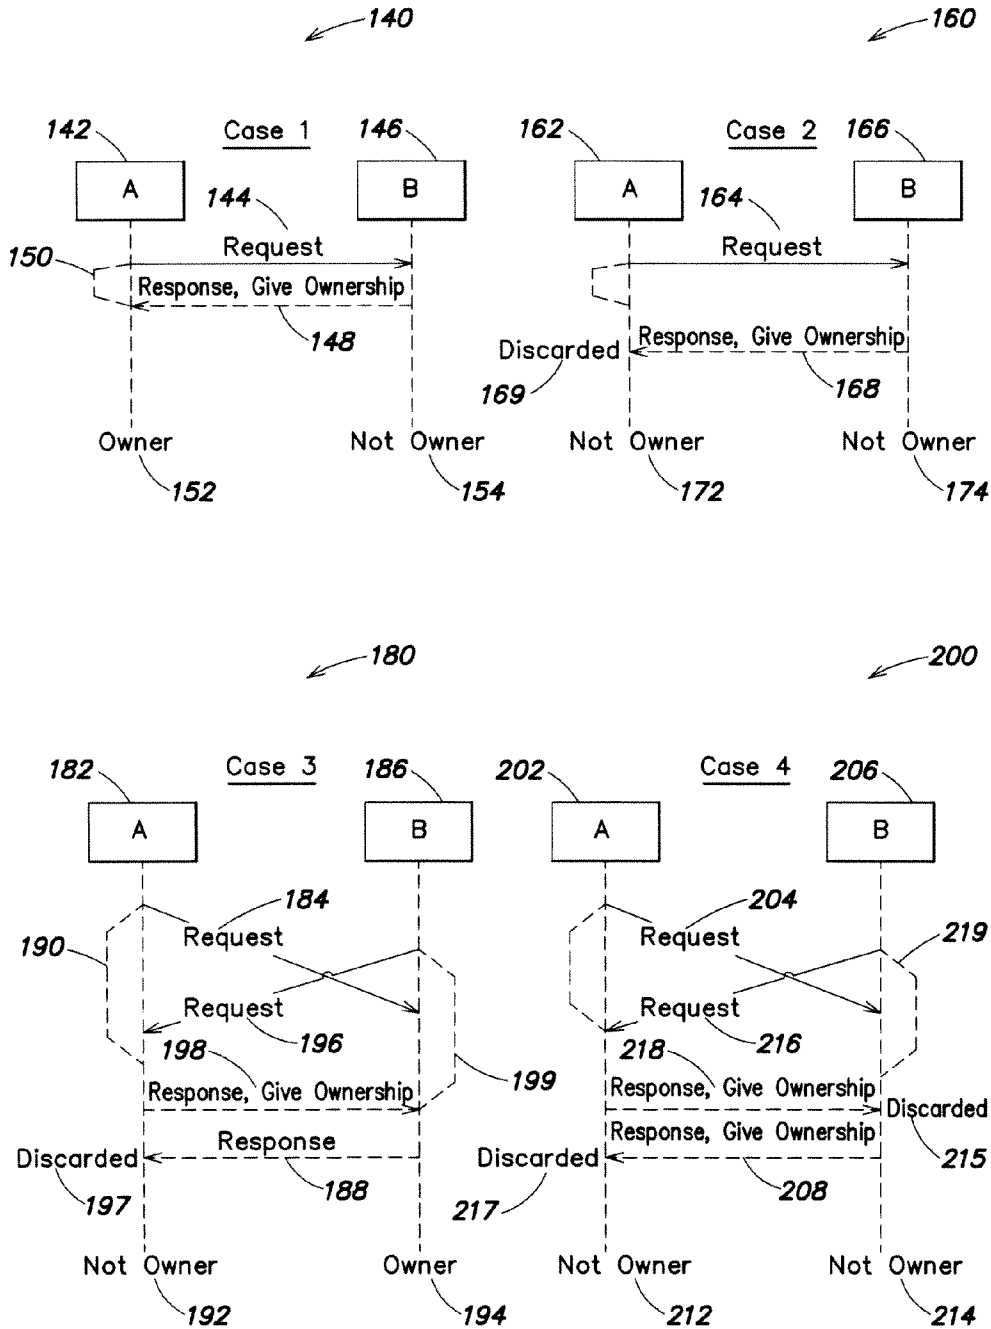 140
160
142
Case 1
146
162
Case 2
166
A
B
A
B
144
164
150
Request
Request
Response, Give Ownership
148
Response, Give Ownership
Discarded
169
168
Owner
Not Owner
Not Owner
Not Owner
152
154
172
174
180
200
182
Case 3
186
202
Case 4
206
A
B
A
B
184
204
190
Request
Request
219
Request
Request
198
196
218
216
199
Response, Give Ownership
Response, Give Ownership
Discarded
Response
Response, Give Ownership
Discarded
Discarded
215
197
188
217
208
Not Owner
Owner
Not Owner
Not Owner
192
194
212
214